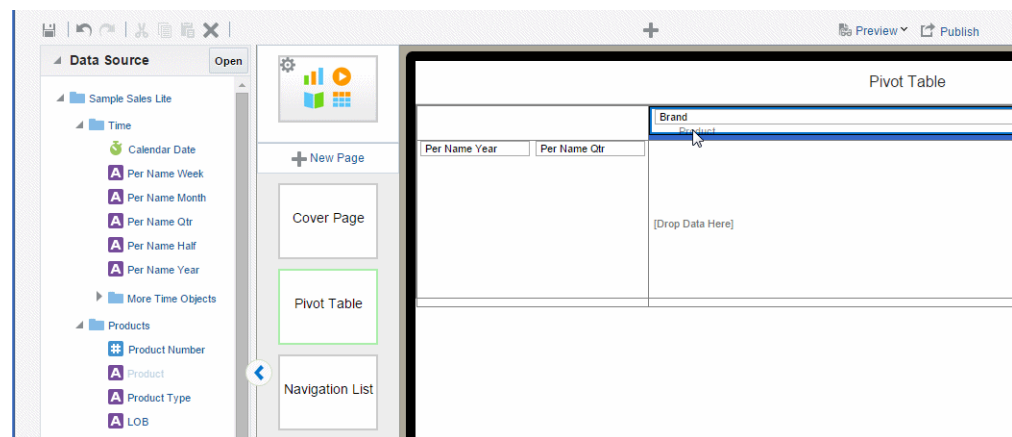 Preview
Publish
Data Source
Open
Sample Sales Lite
Time
Calendar Date
Per Name Week
Per Name Month
Per Name Qtr
Per Name Half
Per Name Year
More Time Objects
Products
Product Number
Product
Product Type
LOB
New Page
Cover Page
Pivot Table
Navigation List
Pivot Table
Brand
Product
Per Name Year
Per Name Qtr
[Drop Data Here]